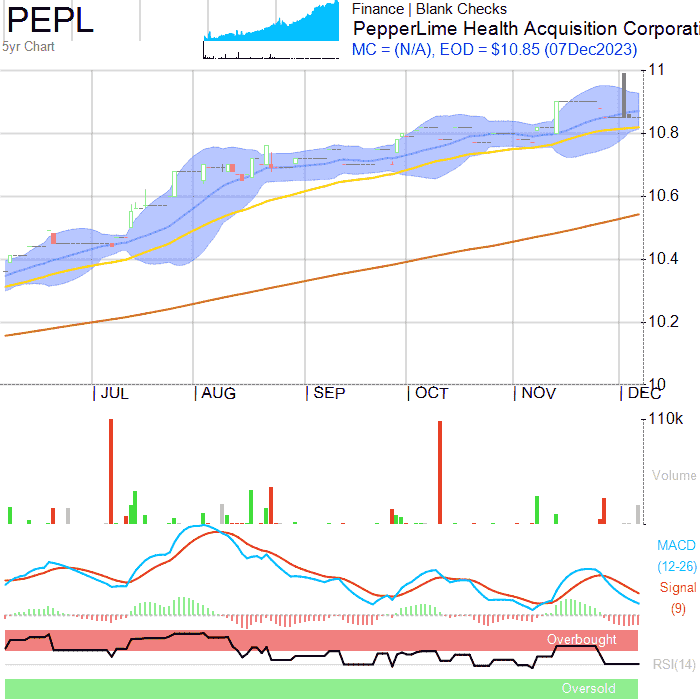 PEPL
5yr Chart
Finance | Blank Checks
PepperLime Health Acquisition Corporati
MC = (N/A), EOD = $10.85 (07Dec2023)
11
10.8
10.6
10.4
10.2
10
JUL
AUG
SEP
OCT
NOV
DEC
110k
Volume
MACD
(12-26)
Signal
(9)
Overbought
RSI(14)
Oversold